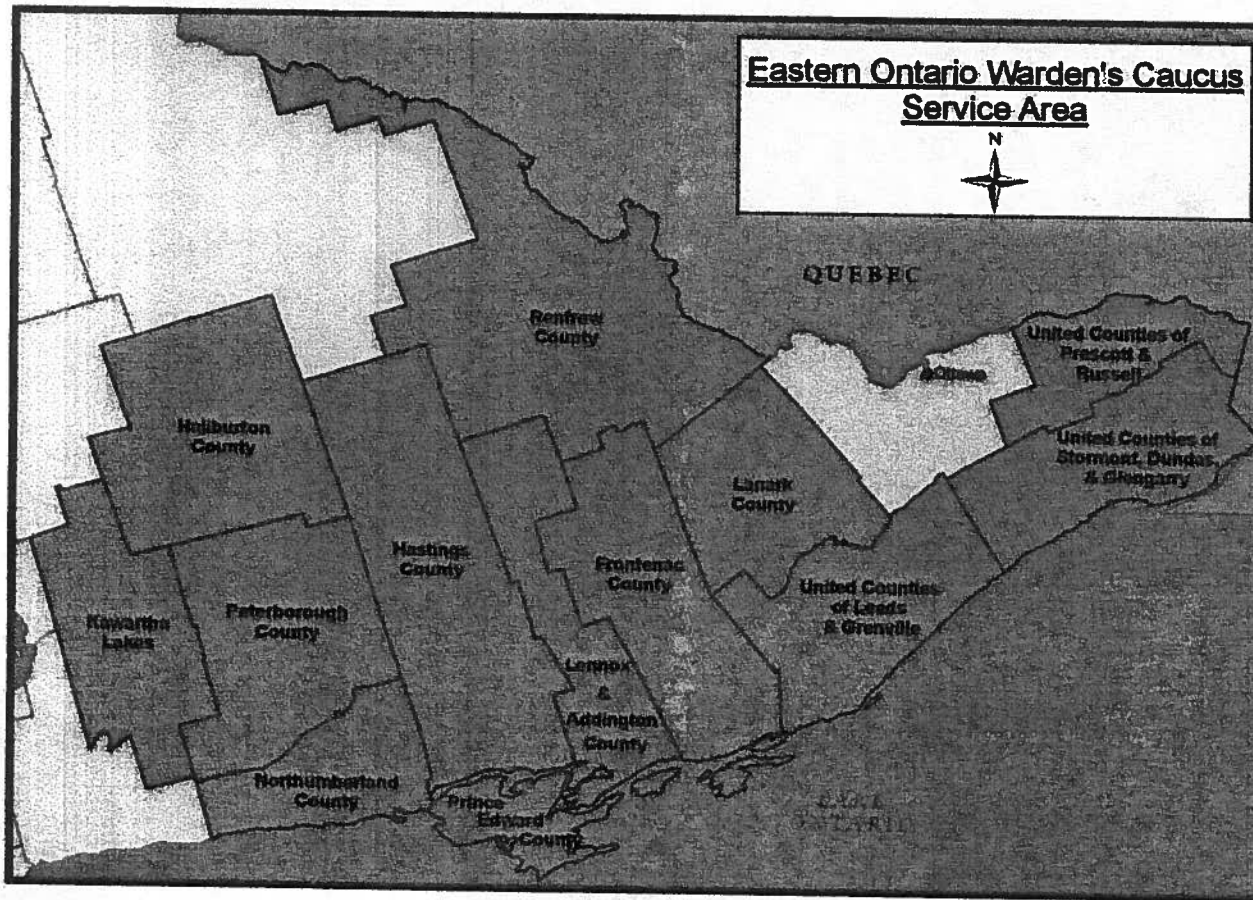 Eastern Ontario Warden's Caucus
Service Area
N
QUEBEC
Renfrew
County
United Counties of
Prescott &
Russell
Ottawa
Haliburton
County
United Counties of
Stormont, Dundas,
& Glengarry
Lanark
County
Hastings
County
Frontenac
County
United Counties
of Leeds
& Grenville
Kawartha
Lakes
Peterborough
County
Lennox
&
Addington
County
Northumberland
County
Prince
Edward
County
LAKE
ONTARIO